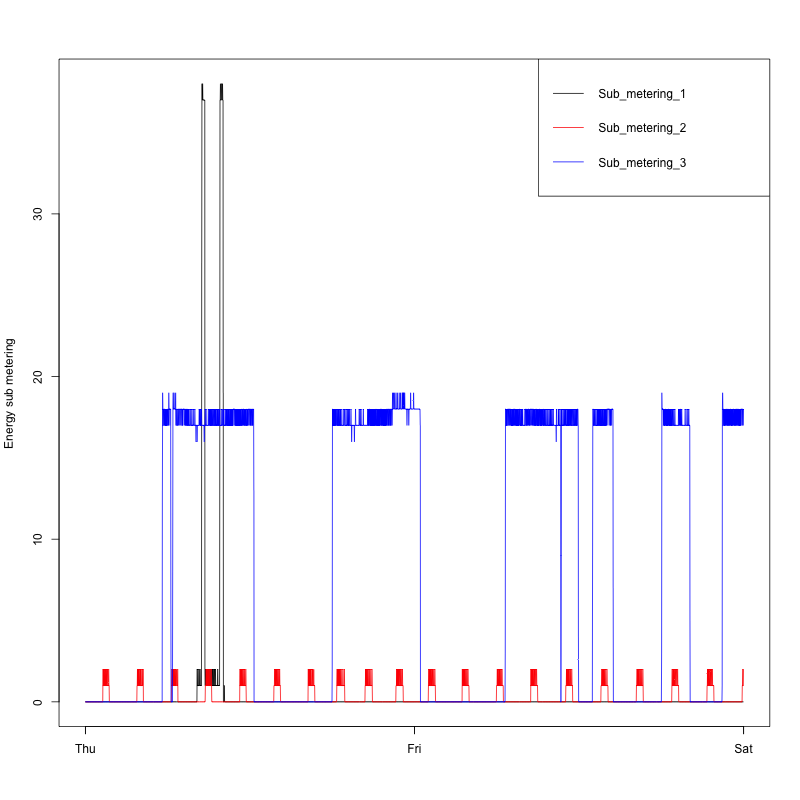 Sub_metering_1
Sub_metering_2
Sub_metering_3
Energy sub metering
30
20
10
0
Thu Fri Sat